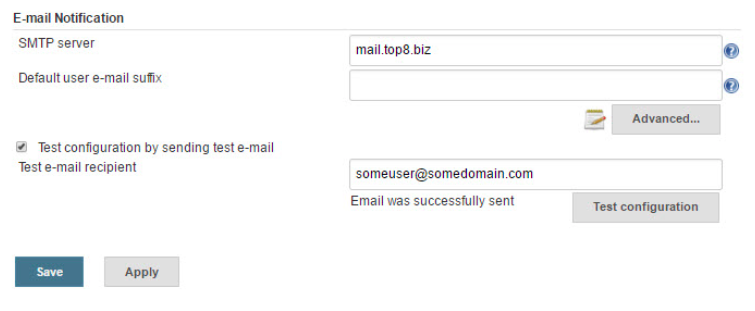 E-mail Notification
SMTP server
mail.top8.biz
Default user e-mail suffix
Advanced...
Test configuration by sending test e-mail
Test e-mail recipient
someuser@somedomain.com
Email was successfully sent
Test configuration
Save
Apply